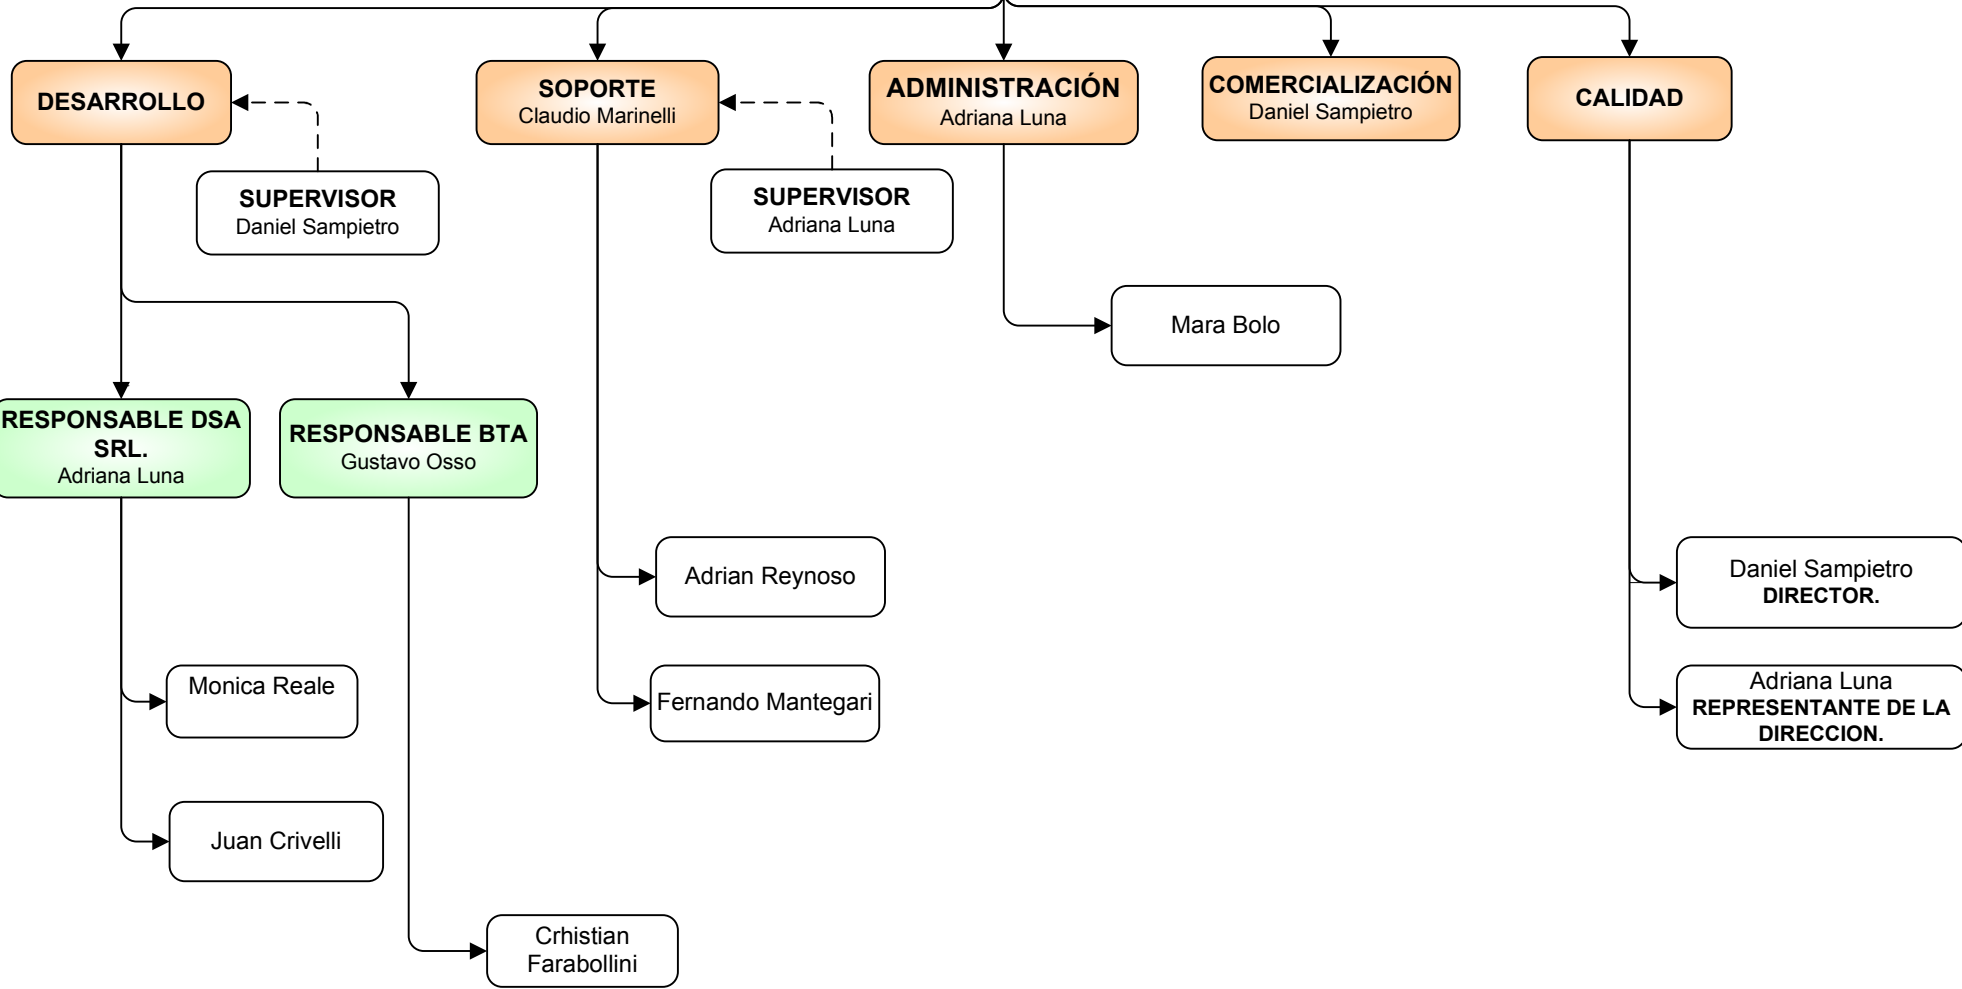 DESARROLLO
SOPORTE
Claudio Marinelli
ADMINISTRACIÓN
Adriana Luna
COMERCIALIZACIÓN
Daniel Sampietro
CALIDAD
SUPERVISOR
Daniel Sampietro
SUPERVISOR
Adriana Luna
Mara Bolo
RESPONSABLE DSA
SRL.
Adriana Luna
RESPONSABLE BTA
Gustavo Osso
Adrian Reynoso
Daniel Sampietro
DIRECTOR.
Monica Reale
Fernando Mantegari
Adriana Luna
REPRESENTANTE DE LA
DIRECCION.
Juan Crivelli
Crhistian
Farabollini